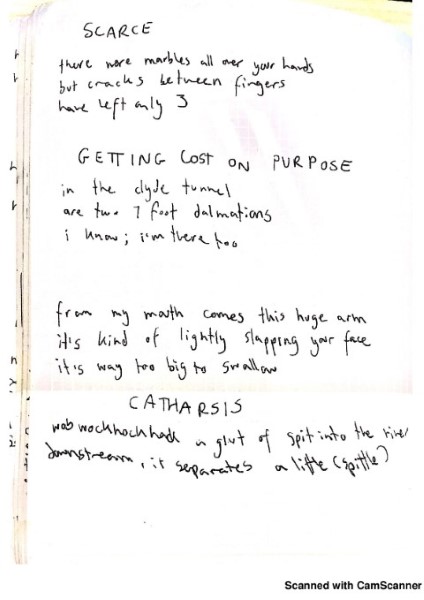 SCARCE
there were marbles all over your hands
but cracks between fingers
have left only 3
GETTING LOST ON PURPOSE
in the clyde tunnel
are two 7 foot dalmations
i know; i'm there too
from my mouth comes this huge arm
it's kind of lightly slapping your face
it's way too big to swallow
CATHARSIS
a glut of spit into the river
downstream, it separates a little (spittle)
Scanned with CamScanner